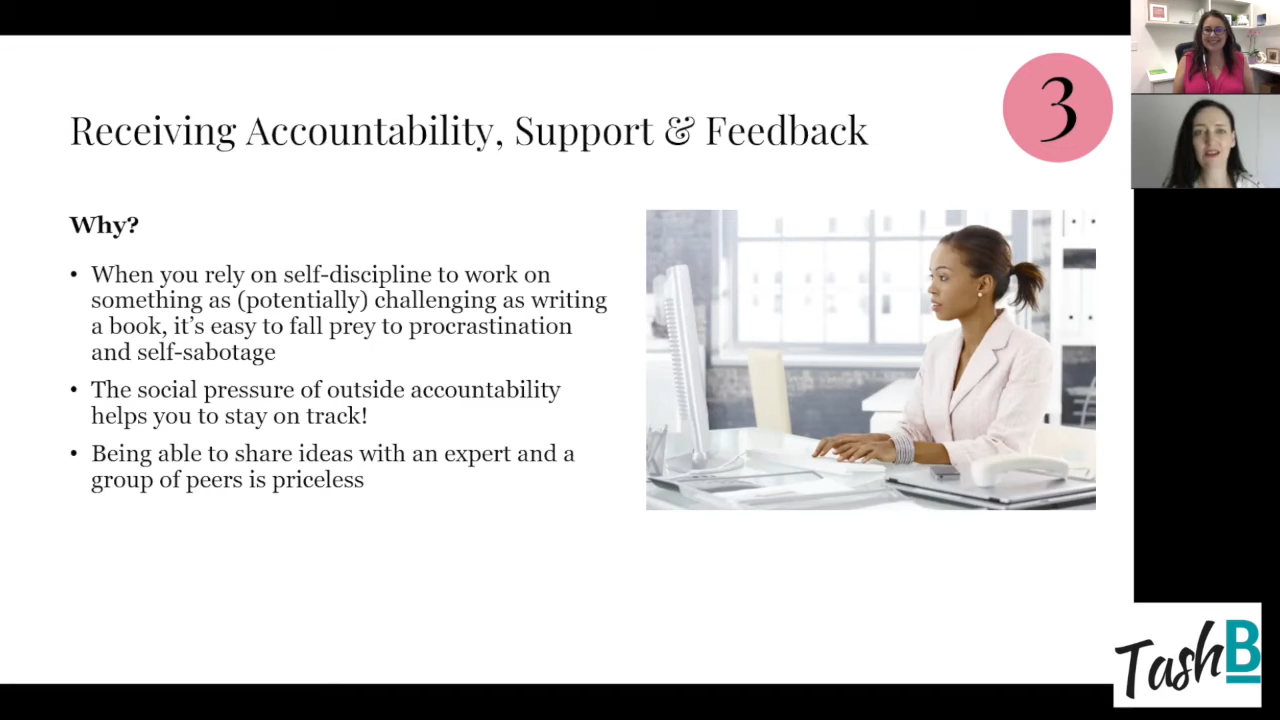 3
Receiving Accountability, Support & Feedback
Why?
• When you rely on self-discipline to work on
something as (potentially) challenging as writing
a book, it’s easy to fall prey to procrastination
and self-sabotage
• The social pressure of outside accountability
helps you to stay on track!
• Being able to share ideas with an expert and a
group of peers is priceless
TashB